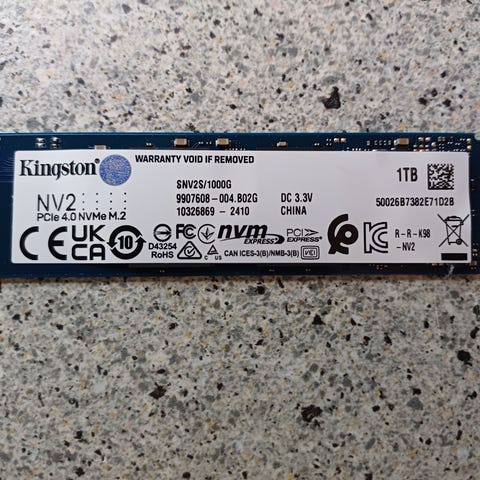 WARRANTY VOID IF REMOVED
Kingston
NV2
PCIe 4.0 NVMe M.2
SNV2S/1000G
9907608-004.B02G
10326869 - 2410
DC 3.3V
CHINA
1TB
50026B7382E71D2B
CE UK CA 10
D43254
RoHS
C US
nvm EXPRESS
PCI EXPRESS
CAN ICES-3(B)/NMB-3(B)
VCI
R-R-K98
-NV2